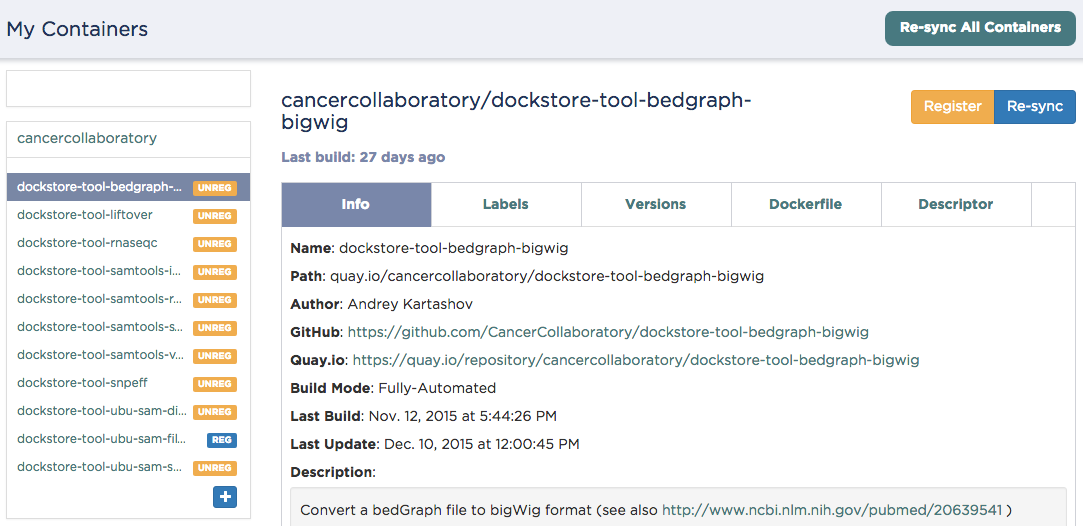 My Containers
Re-sync All Containers
cancercollaboratory
dockstore-tool-bedgraph-... UNREG
dockstore-tool-liftover UNREG
dockstore-tool-rnaseqc UNREG
dockstore-tool-samtools-i... UNREG
dockstore-tool-samtools-r... UNREG
dockstore-tool-samtools-s... UNREG
dockstore-tool-samtools-v... UNREG
dockstore-tool-snpeff UNREG
dockstore-tool-ubu-sam-di... UNREG
dockstore-tool-ubu-sam-fil... REG
dockstore-tool-ubu-sam-s... UNREG
+
cancercollaboratory/dockstore-tool-bedgraph-
bigwig
Register Re-sync
Last build: 27 days ago
Info Labels Versions Dockerfile Descriptor
Name: dockstore-tool-bedgraph-bigwig
Path: quay.io/cancercollaboratory/dockstore-tool-bedgraph-bigwig
Author: Andrey Kartashov
GitHub: https://github.com/CancerCollaboratory/dockstore-tool-bedgraph-bigwig
Quay.io: https://quay.io/repository/cancercollaboratory/dockstore-tool-bedgraph-bigwig
Build Mode: Fully-Automated
Last Build: Nov. 12, 2015 at 5:44:26 PM
Last Update: Dec. 10, 2015 at 12:00:45 PM
Description:
Convert a bedGraph file to bigWig format (see also http://www.ncbi.nlm.nih.gov/pubmed/20639541 )